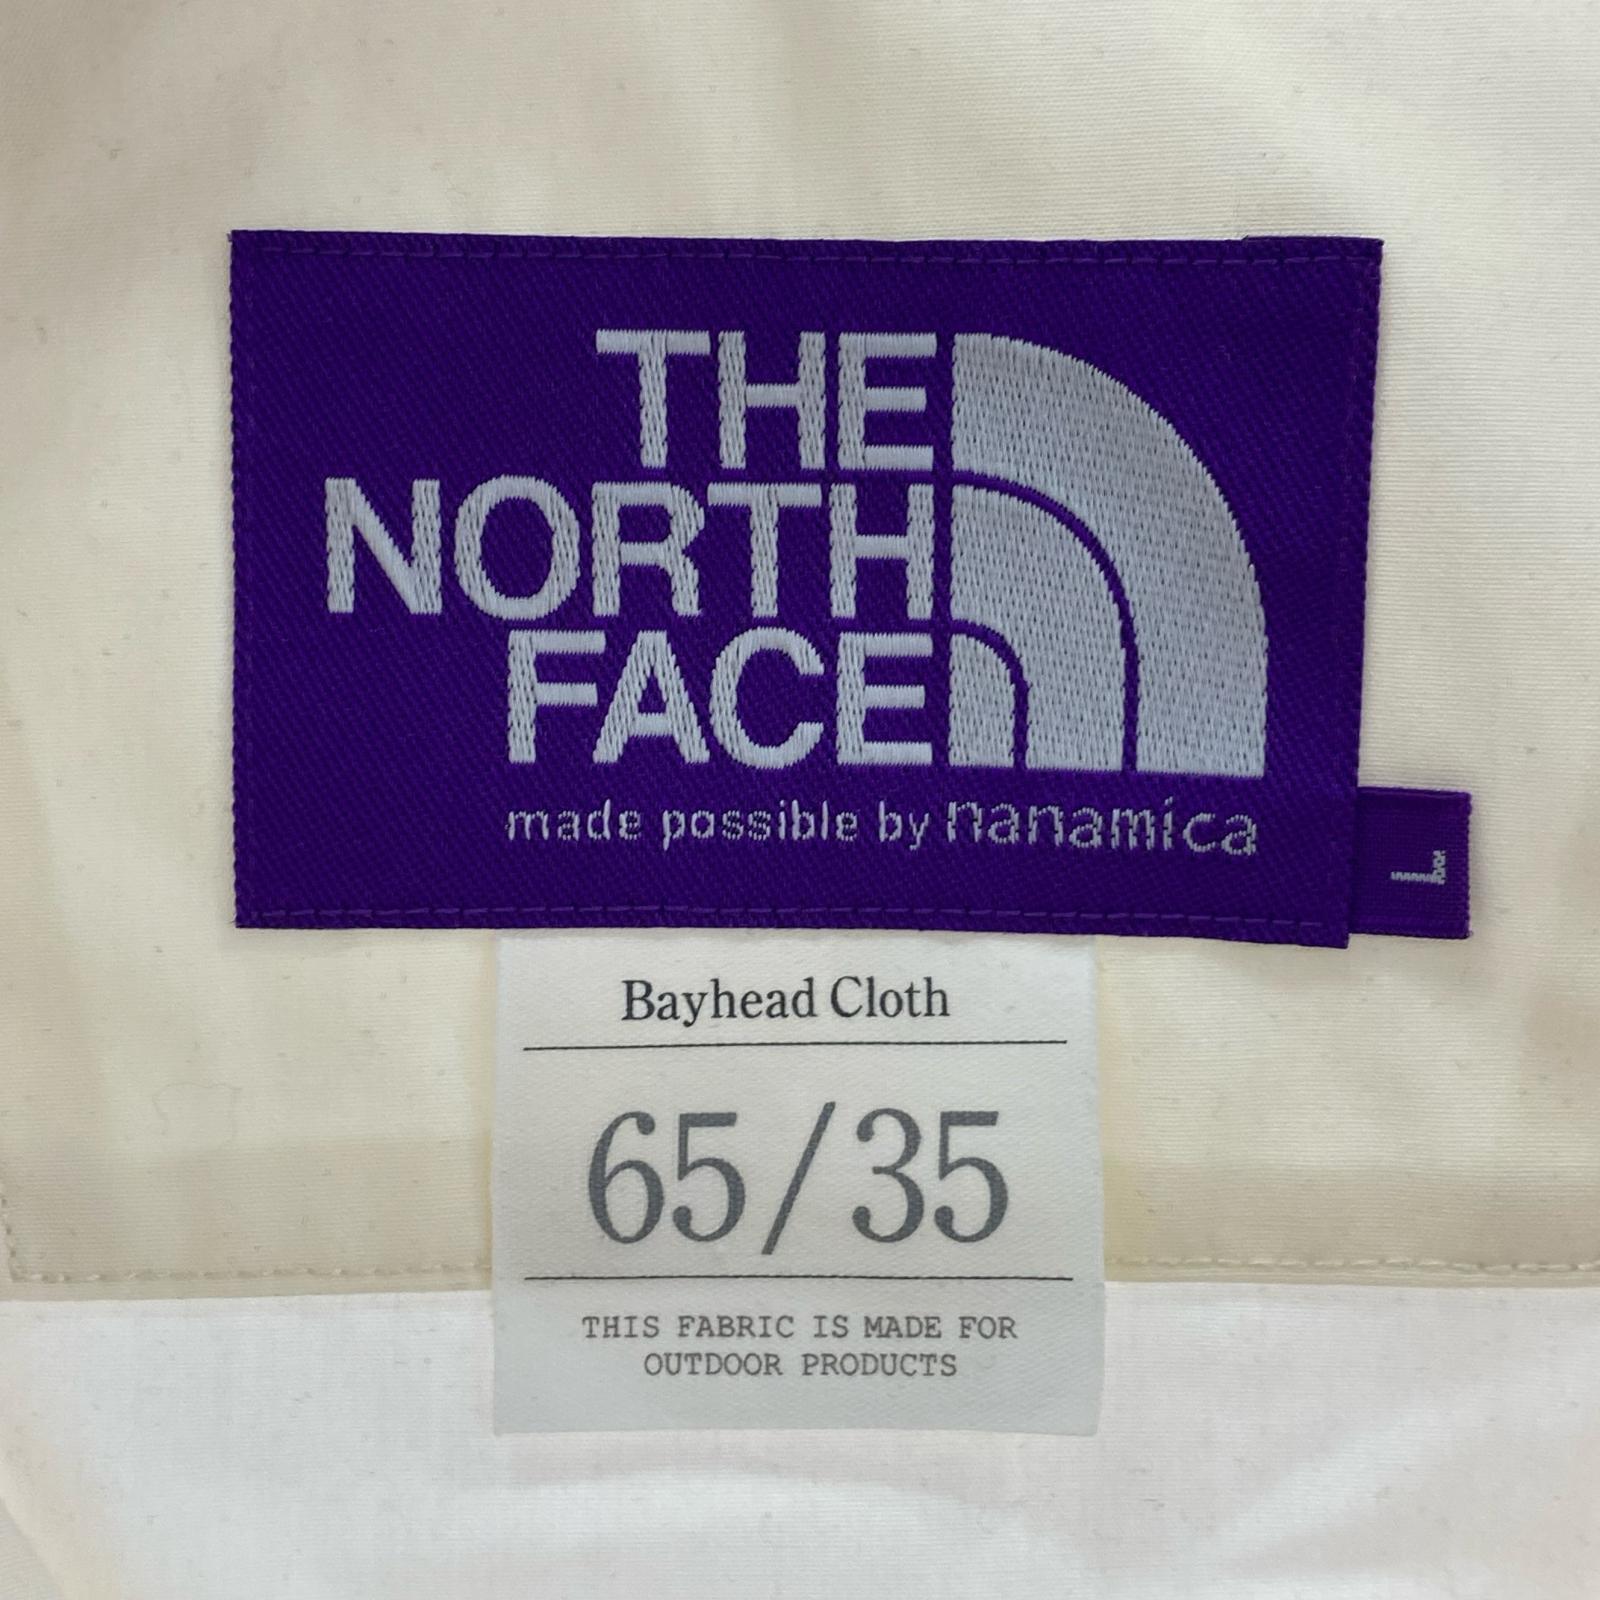 THE
NORTH
FACE
made possible by nanamica
L
Bayhead Cloth
65/35
THIS FABRIC IS MADE FOR
OUTDOOR PRODUCTS